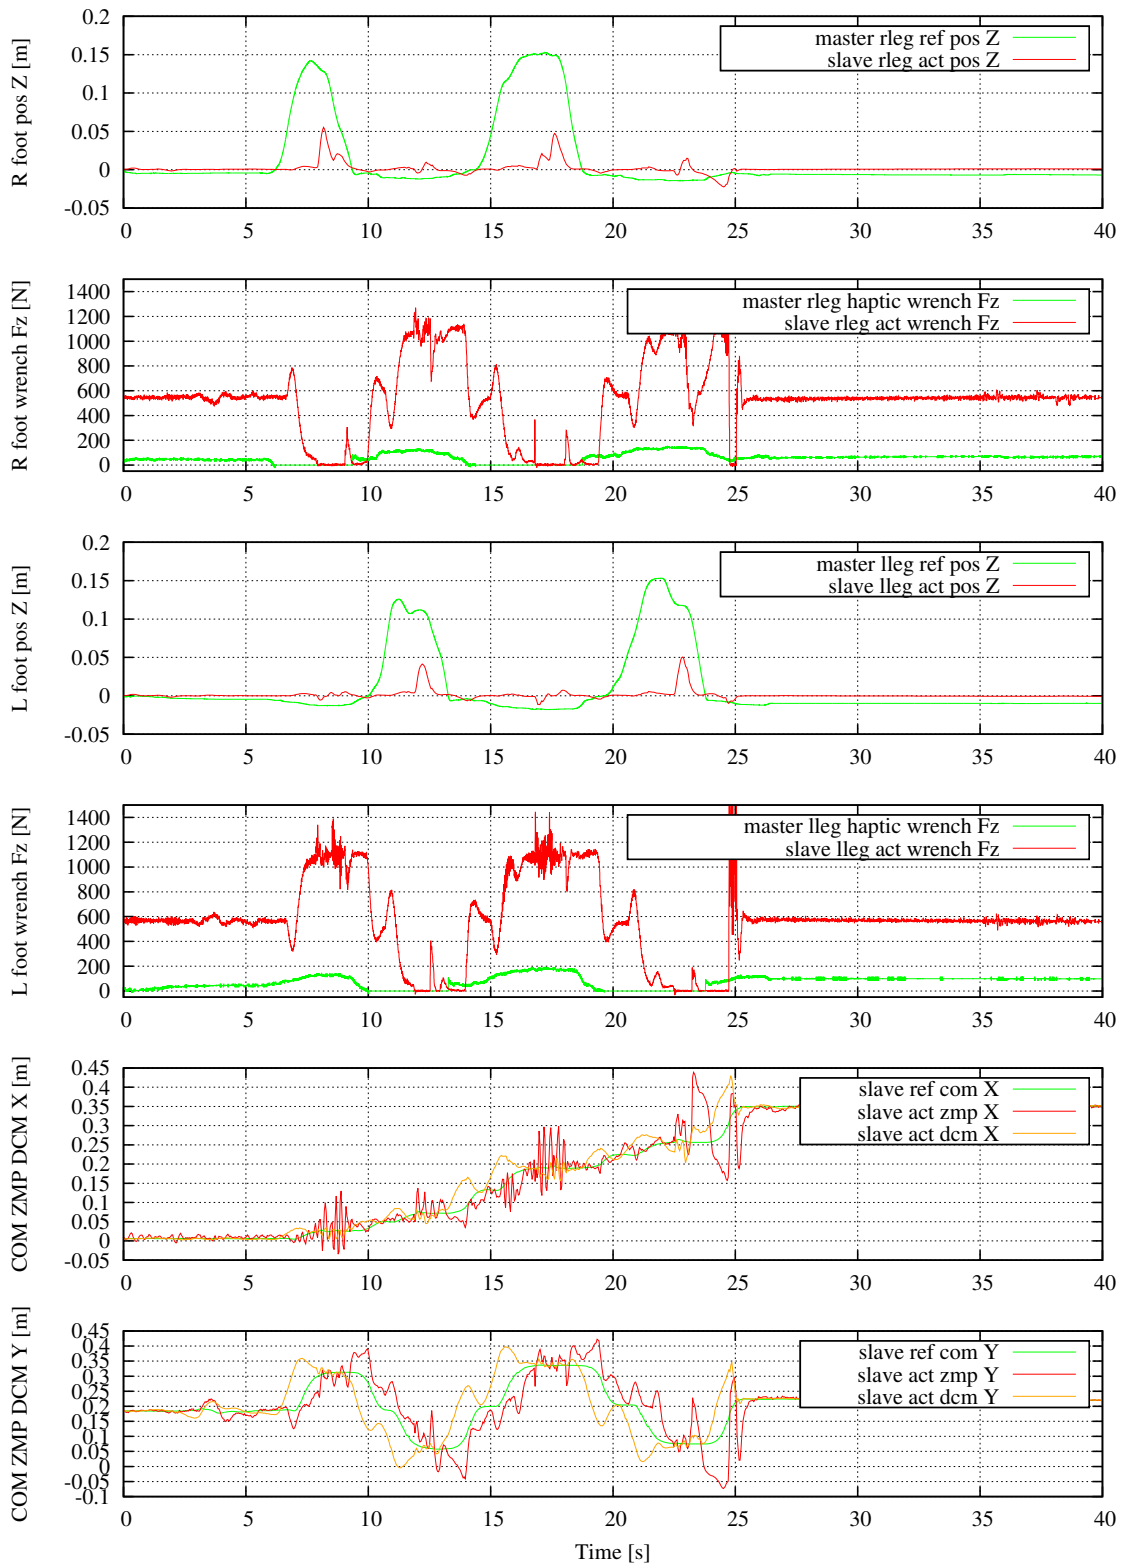 R foot pos Z [m]
0.2
0.15
0.1
0.05
0
-0.05
master rleg ref pos Z
slave rleg act pos Z
0 5 10 15 20 25 30 35 40
R foot wrench Fz [N]
1400
1200
1000
800
600
400
200
0
master rleg haptic wrench Fz
slave rleg act wrench Fz
0 5 10 15 20 25 30 35 40
L foot pos Z [m]
0.2
0.15
0.1
0.05
0
-0.05
master lleg ref pos Z
slave lleg act pos Z
0 5 10 15 20 25 30 35 40
L foot wrench Fz [N]
1400
1200
1000
800
600
400
200
0
master lleg haptic wrench Fz
slave lleg act wrench Fz
0 5 10 15 20 25 30 35 40
COM ZMP DCM X [m]
0.45
0.4
0.35
0.3
0.25
0.2
0.15
0.1
0.05
0
-0.05
slave ref com X
slave act zmp X
slave act dcm X
0 5 10 15 20 25 30 35 40
COM ZMP DCM Y [m]
0.45
0.4
0.35
0.3
0.25
0.2
0.15
0.1
0.05
0
-0.05
-0.1
slave ref com Y
slave act zmp Y
slave act dcm Y
0 5 10 15 20 25 30 35 40
Time [s]